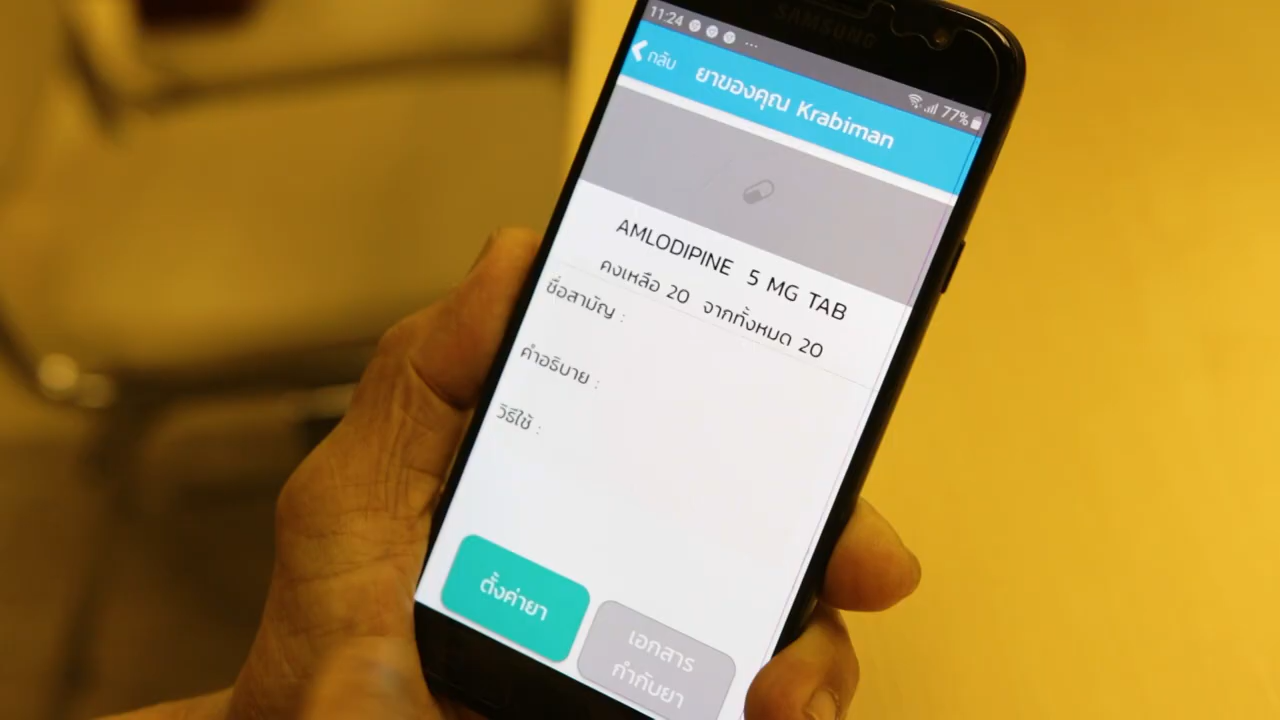 SAMSUNG
11:24 ... 77%
กลับ ยาของคุณ Krabiman
AMLODIPINE 5 MG TAB
คงเหลือ 20 จากทั้งหมด 20
ชื่อสามัญ :
คำอธิบาย :
วิธีใช้ :
ตั้งค่ายา
เอกสาร
กำกับยา